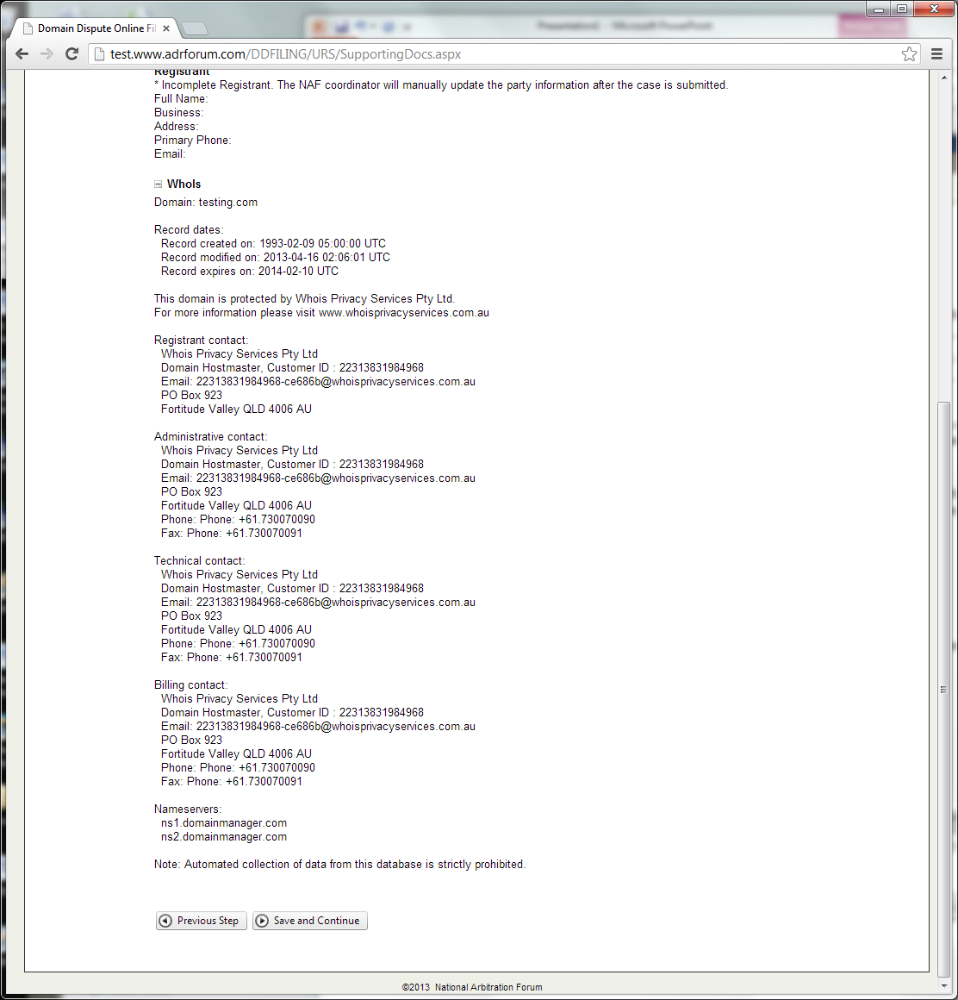 Domain Dispute Online Fil
test.www.adrforum.com/DDFILING/URS/SupportingDocs.aspx
Registrant
* Incomplete Registrant. The NAF coordinator will manually update the party information after the case is submitted.
Full Name:
Business:
Address:
Primary Phone:
Email:
WhoIs
Domain: testing.com
Record dates:
Record created on: 1993-02-09 05:00:00 UTC
Record modified on: 2013-04-16 02:06:01 UTC
Record expires on: 2014-02-10 UTC
This domain is protected by Whois Privacy Services Pty Ltd.
For more information please visit www.whoisprivacyservices.com.au
Registrant contact:
Whois Privacy Services Pty Ltd
Domain Hostmaster, Customer ID : 22313831984968
Email: 22313831984968-ce686b@whoisprivacyservices.com.au
PO Box 923
Fortitude Valley QLD 4006 AU
Administrative contact:
Whois Privacy Services Pty Ltd
Domain Hostmaster, Customer ID : 22313831984968
Email: 22313831984968-ce686b@whoisprivacyservices.com.au
PO Box 923
Fortitude Valley QLD 4006 AU
Phone: Phone: +61.730070090
Fax: Phone: +61.730070091
Technical contact:
Whois Privacy Services Pty Ltd
Domain Hostmaster, Customer ID : 22313831984968
Email: 22313831984968-ce686b@whoisprivacyservices.com.au
PO Box 923
Fortitude Valley QLD 4006 AU
Phone: Phone: +61.730070090
Fax: Phone: +61.730070091
Billing contact:
Whois Privacy Services Pty Ltd
Domain Hostmaster, Customer ID : 22313831984968
Email: 22313831984968-ce686b@whoisprivacyservices.com.au
PO Box 923
Fortitude Valley QLD 4006 AU
Phone: Phone: +61.730070090
Fax: Phone: +61.730070091
Nameservers:
ns1.domainmanager.com
ns2.domainmanager.com
Note: Automated collection of data from this database is strictly prohibited.
Previous Step Save and Continue
©2013 National Arbitration Forum